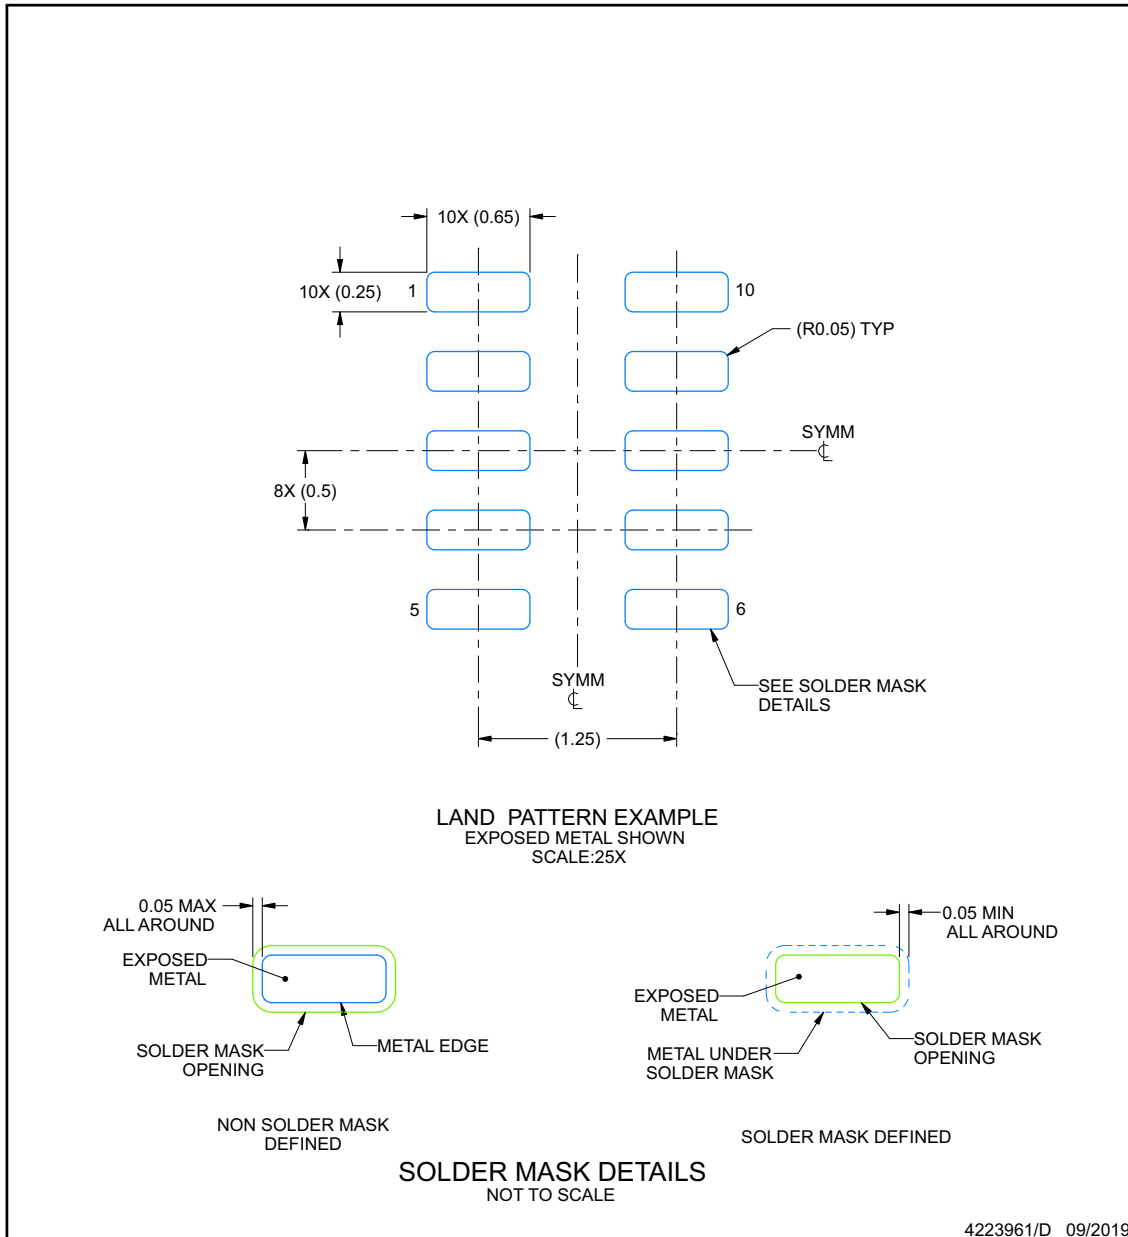 10X (0.65)
10X (0.25)
1
10
(R0.05) TYP
SYMM
8X (0.5)
5
6
SYMM
SEE SOLDER MASK
DETAILS
(1.25)
LAND PATTERN EXAMPLE
EXPOSED METAL SHOWN
SCALE:25X
0.05 MAX
ALL AROUND
EXPOSED
METAL
SOLDER MASK
OPENING
METAL EDGE
NON SOLDER MASK
DEFINED
0.05 MIN
ALL AROUND
EXPOSED
METAL
METAL UNDER
SOLDER MASK
SOLDER MASK
OPENING
SOLDER MASK DEFINED
SOLDER MASK DETAILS
NOT TO SCALE
4223961/D 09/2019